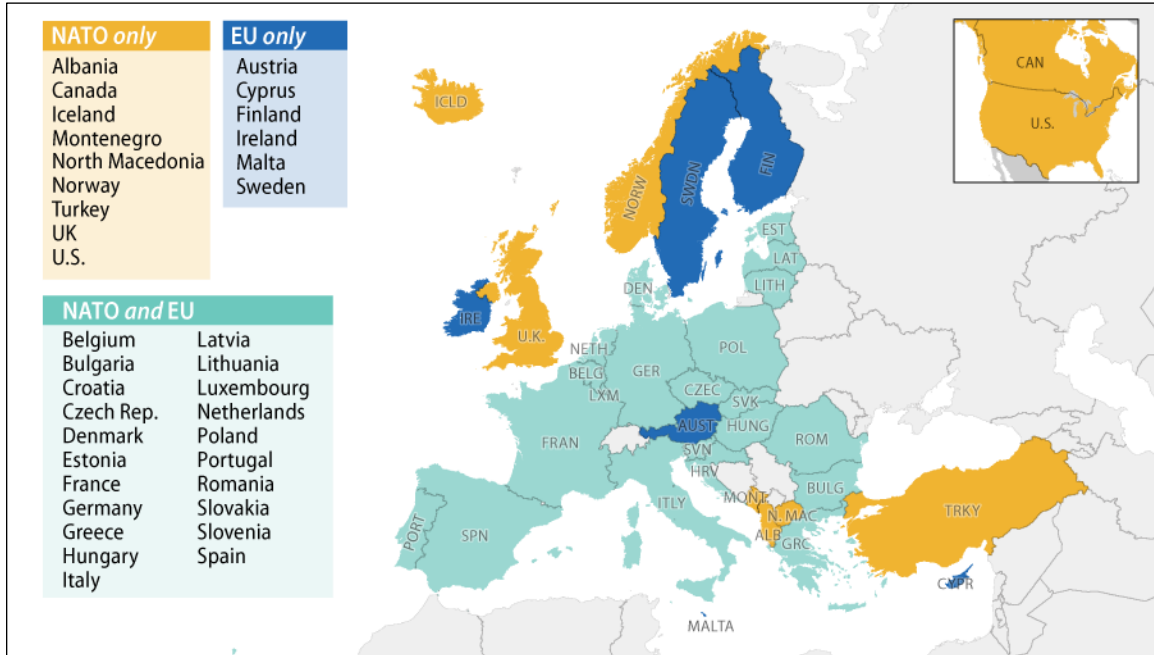 NATO only
Albania
Canada
Iceland
Montenegro
North Macedonia
Norway
Turkey
UK
U.S.
EU only
Austria
Cyprus
Finland
Ireland
Malta
Sweden
NATO and EU
Belgium
Bulgaria
Croatia
Czech Rep.
Denmark
Estonia
France
Germany
Greece
Hungary
Italy
Latvia
Lithuania
Luxembourg
Netherlands
Poland
Portugal
Romania
Slovakia
Slovenia
Spain
ICLD
NORW
SWDN
FIN
EST
LAT
LITH
DEN
IRE
U.K.
NETH
BELG
LXM
GER
POL
CZEC
SVK
AUST
HUNG
FRAN
SVN
HRV
ROM
ITLY
MONT
BULG
N. MAC
ALB
GRC
PORT
SPN
TRKY
CYPR
MALTA
CAN
U.S.